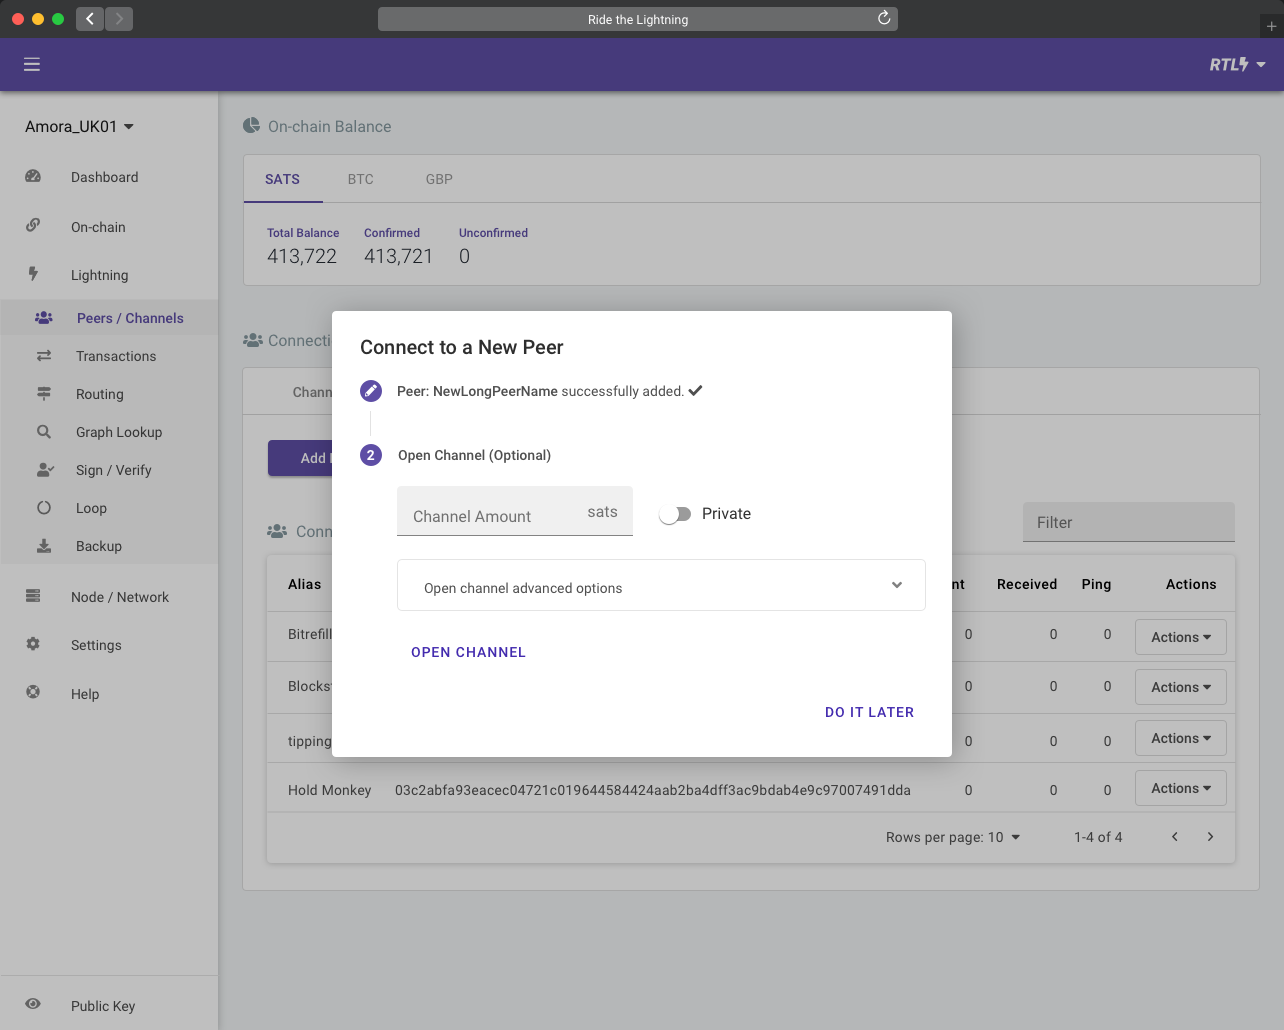 Ride the Lightning
RTL
Amora_UK01
Dashboard
On-chain
Lightning
Peers / Channels
Transactions
Routing
Graph Lookup
Sign / Verify
Loop
Backup
Node / Network
Settings
Help
Public Key
On-chain Balance
SATS BTC GBP
Total Balance Confirmed Unconfirmed
413,722 413,721 0
Connecti
Chann
Add
Conn
Filter
Connect to a New Peer
Peer: NewLongPeerName successfully added.
2 Open Channel (Optional)
Channel Amount sats Private
Open channel advanced options
OPEN CHANNEL
DO IT LATER
Alias nt Received Ping Actions
Bitrefill 0 0 0 Actions
Blockst 0 0 0 Actions
tipping 0 0 0 Actions
Hold Monkey 03c2abfa93eacec04721c019644584424aab2ba4dff3ac9bdab4e9c97007491dda 0 0 0 Actions
Rows per page: 10 1-4 of 4